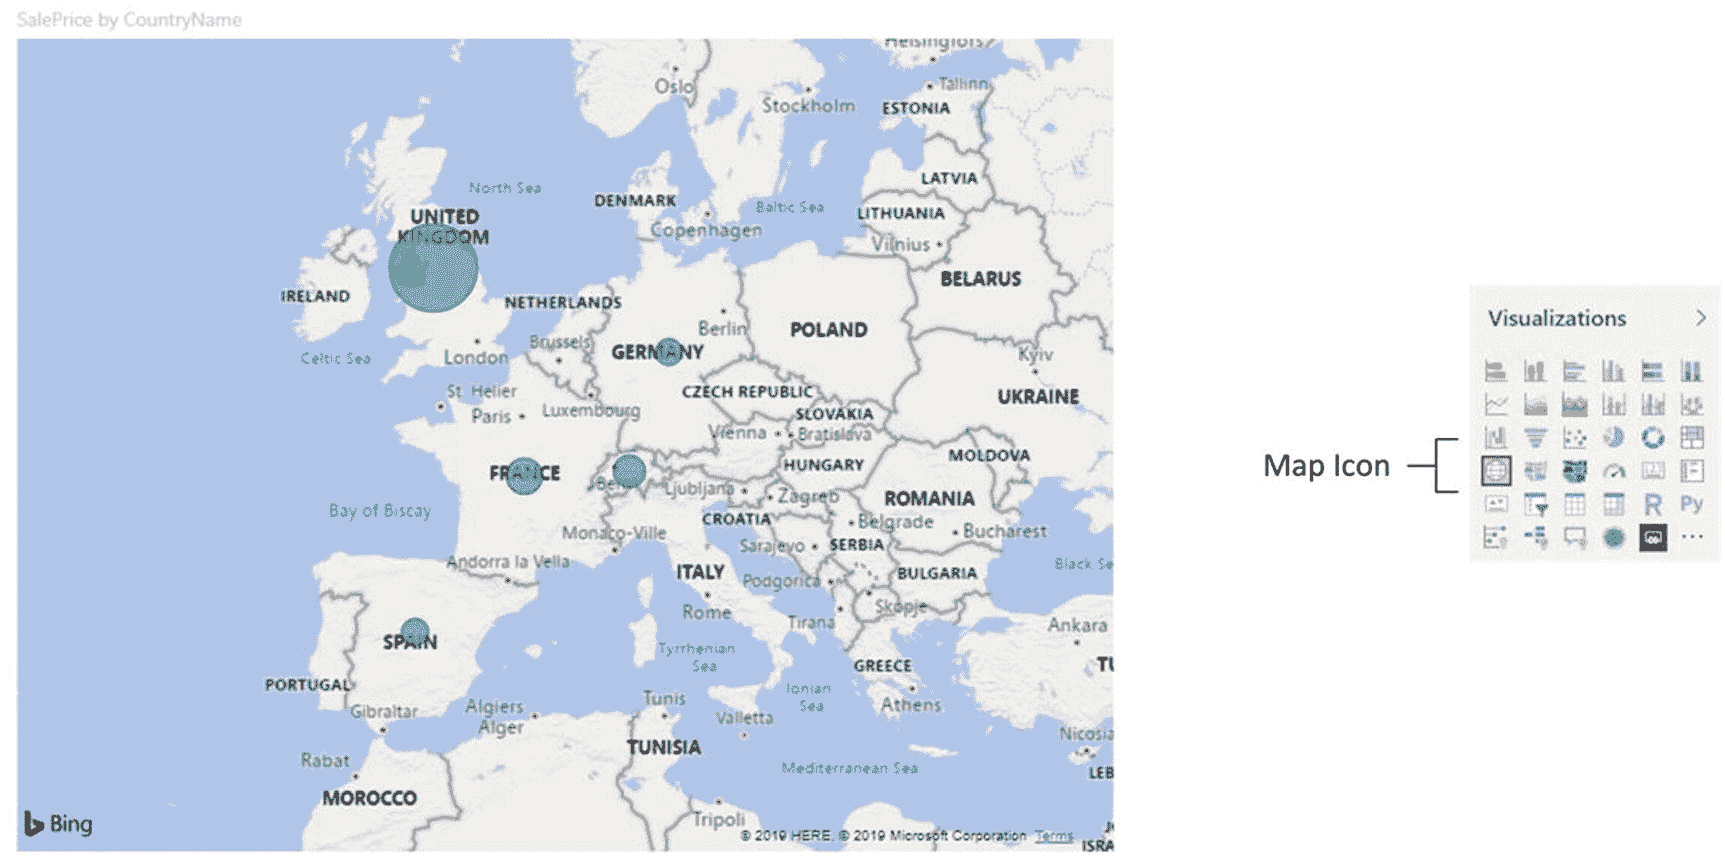 SalePrice by CountryName
Helsingfors
Oslo
Tallinn
Stockholm
ESTONIA
LATVIA
North Sea
DENMARK
Baltic Sea
LITHUANIA
UNITED
KINGDOM
Copenhagen
Vilnius
BELARUS
IRELAND
NETHERLANDS
Berlin
POLAND
Visualizations
Brussels
GERMANY
Celtic Sea
London
Kyiv
St Helier
CZECH REPUBLIC
UKRAINE
Paris
Luxembourg
SLOVAKIA
Vienna
Bratislava
MOLDOVA
HUNGARY
Map Icon
FRANCE
Ljubljana
Zagreb
ROMANIA
Bay of Biscay
CROATIA
Belgrade
R
Py
Monaco-Ville
Bucharest
Sarajevo
SERBIA
Andorra la Vella
ITALY
Podgorica
BULGARIA
Black Se
Rome
Skopje
Tirana
Ankara
SPAIN
Tyrrhenian
Sea
GREECE
TU
PORTUGAL
Ionian
Sea
Gibraltar
Algiers
Alger
Tunis
Valletta
Athens
Nicosia
TUNISIA
Rabat
Mediterranean Sea
LEB
MOROCCO
Bing
Tripoli
© 2019 HERE, © 2019 Microsoft Corporation Terms
ISRA